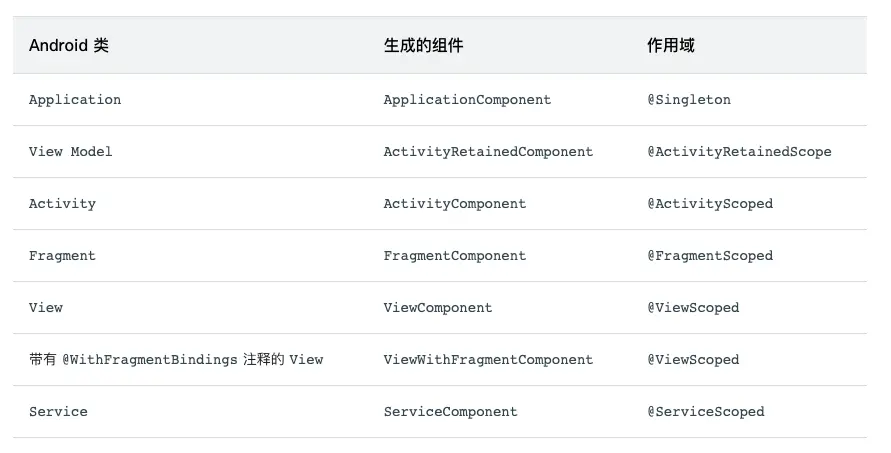 Android 类 生成的组件 作用域
Application ApplicationComponent @Singleton
View Model ActivityRetainedComponent @ActivityRetainedScope
Activity ActivityComponent @ActivityScoped
Fragment FragmentComponent @FragmentScoped
View ViewComponent @ViewScoped
带有 @WithFragmentBindings 注释的 View ViewWithFragmentComponent @ViewScoped
Service ServiceComponent @ServiceScoped